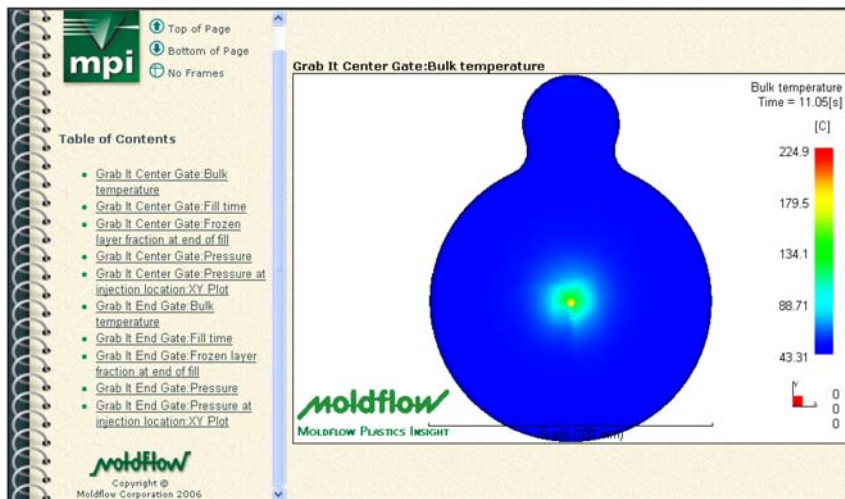 mpi
Top of Page
Bottom of Page
No Frames
Table of Contents
Grab It Center Gate:Bulk
temperature
Grab It Center Gate:Fill time
Grab It Center Gate:Frozen
layer fraction at end of fill
Grab It Center Gate:Pressure
Grab It Center Gate:Pressure at
injection location:XY Plot
Grab It End Gate:Bulk
temperature
Grab It End Gate:Fill time
Grab It End Gate:Frozen layer
fraction at end of fill
Grab It End Gate:Pressure
Grab It End Gate:Pressure at
injection location:XY Plot
moldflow
Copyright ©
Moldflow Corporation 2006
Grab It Center Gate:Bulk temperature
Bulk temperature
Time = 11.05[s]
[C]
224.9
179.5
134.1
88.71
43.31
Y
0
0
0
moldflow
MOLDFLOW PLASTICS INSIGHT